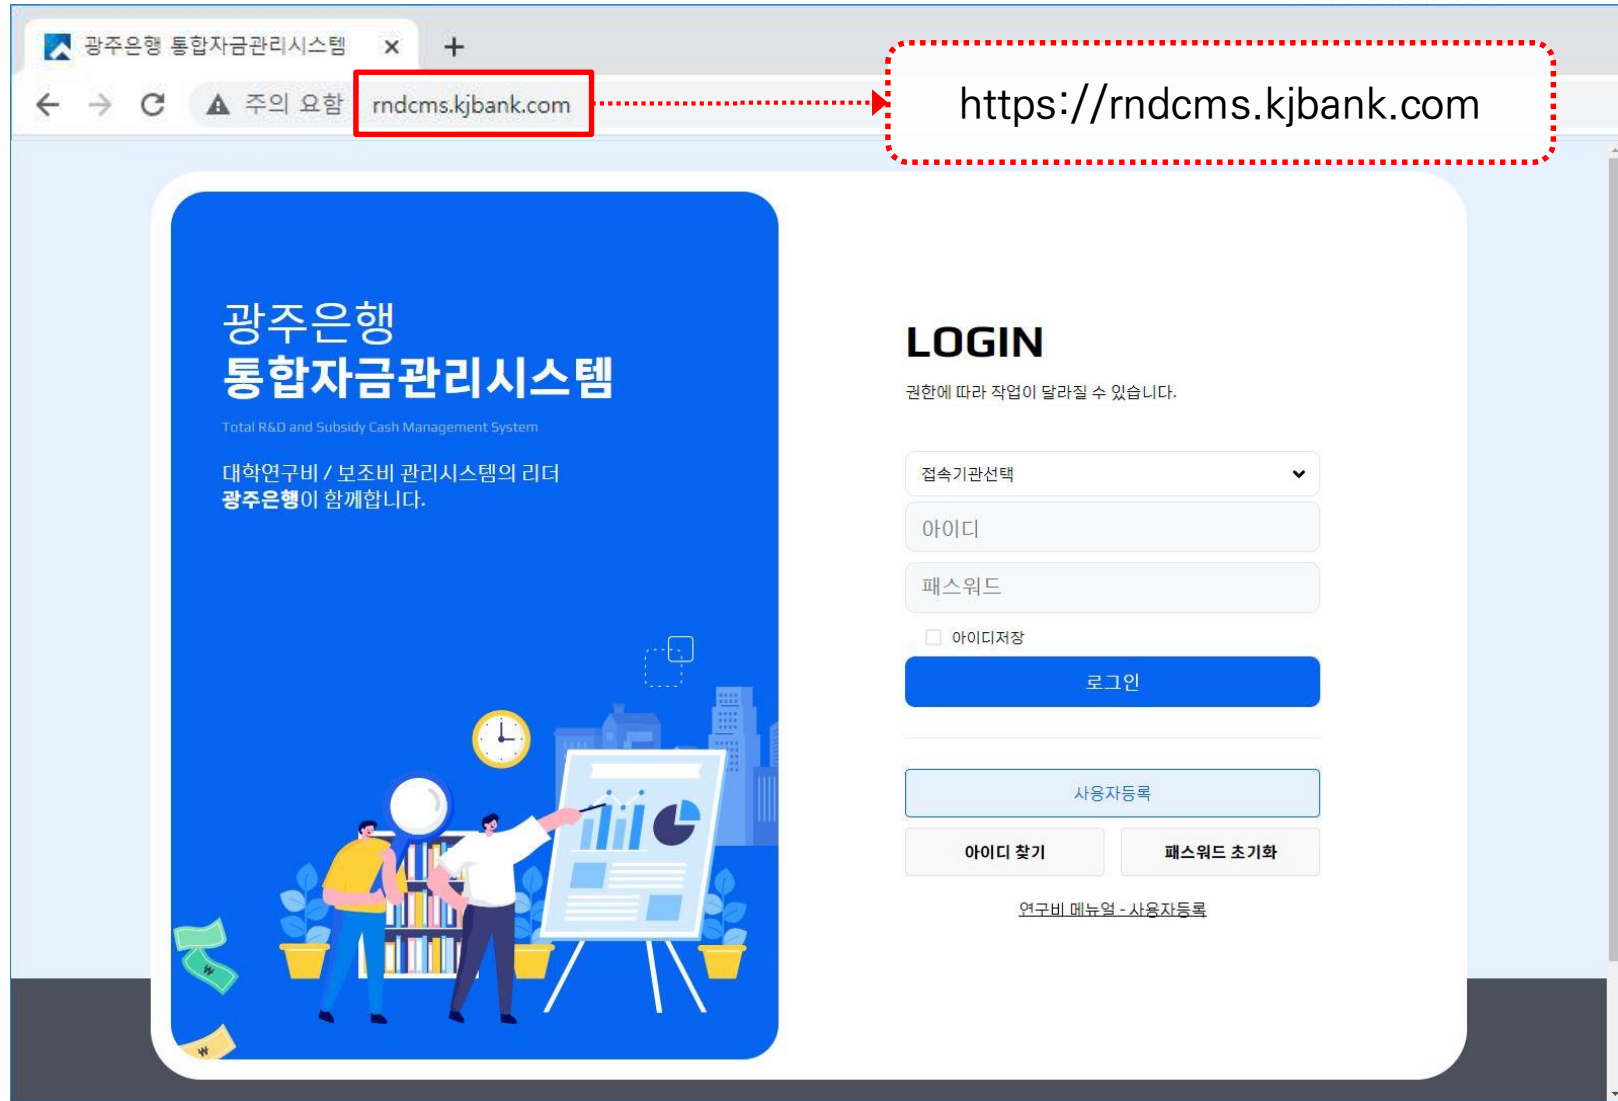 광주은행 통합자금관리시스템
주의 요함 rndcms.kjbank.com
https://rndcms.kjbank.com
광주은행
통합자금관리시스템
Total R&D and Subsidy Cash Management System
대학연구비 / 보조비 관리시스템의 리더
광주은행이 함께합니다.
LOGIN
권한에 따라 작업이 달라질 수 있습니다.
접속기관선택
아이디
패스워드
아이디저장
로그인
사용자등록
아이디 찾기 패스워드 초기화
연구비 메뉴얼 - 사용자등록
₩
₩